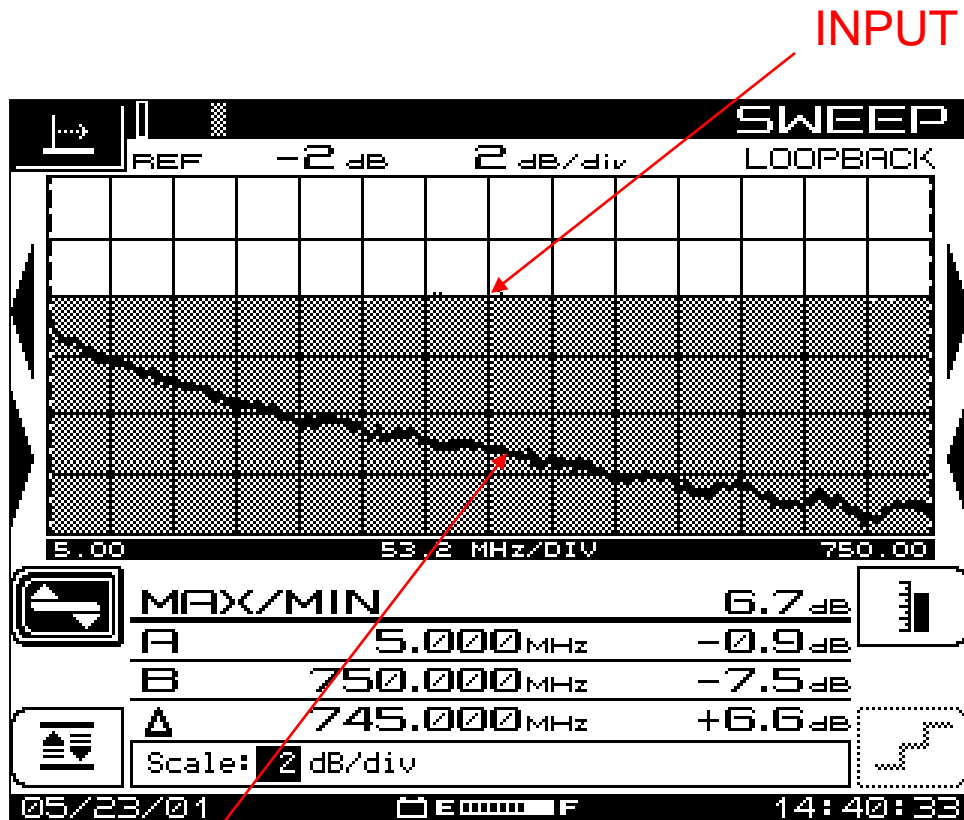 INPUT
SWEEP
REF -2 dB 2 dB/div LOOPBACK
5.00 53.2 MHz/DIV 750.00
MAX/MIN 6.7 dB
A 5.000 MHz -0.9 dB
B 750.000 MHz -7.5 dB
Δ 745.000 MHz +6.6 dB
Scale: 2 dB/div
05/23/01 E F 14:40:33